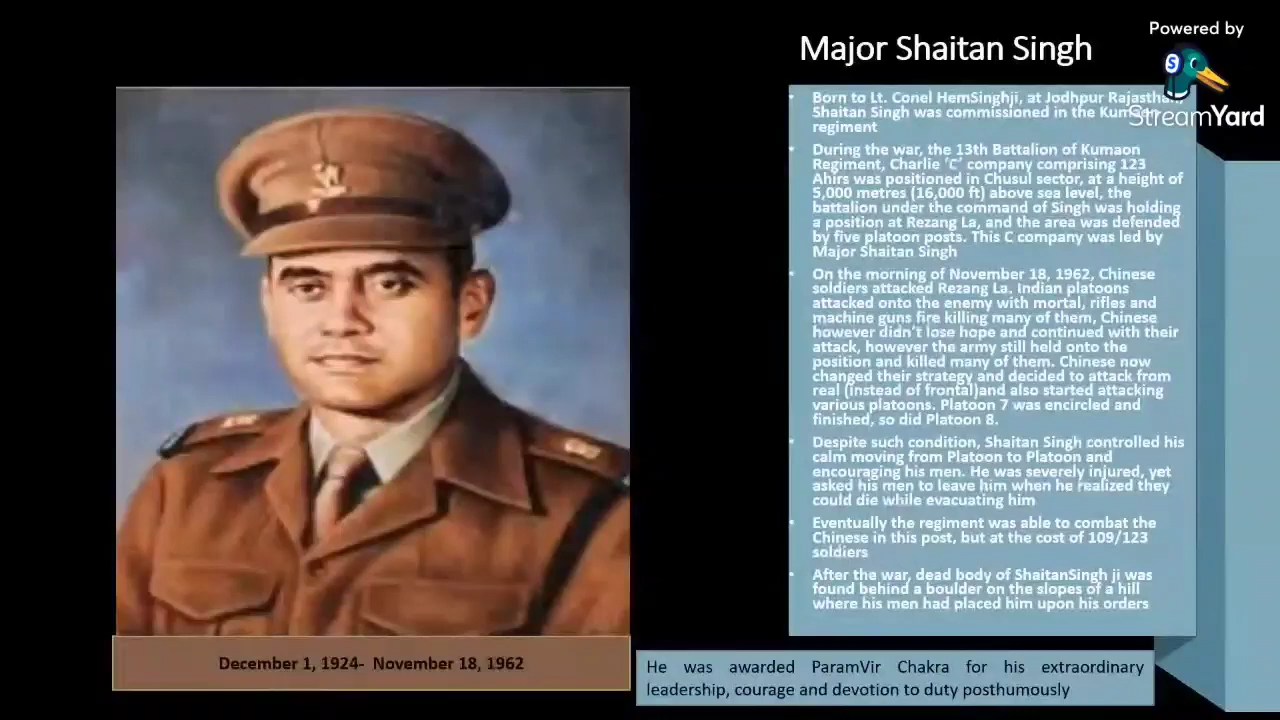 Powered by
StreamYard
Major Shaitan Singh
Born to Lt. Conel HemSinghji, at Jodhpur Rajasthan,
Shaitan Singh was commissioned in the Kumaon
regiment
During the war, the 13th Battalion of Kumaon
Regiment, Charlie ‘C’ company comprising 123
Ahirs was positioned in Chusul sector, at a height of
5,000 metres (16,000 ft) above sea level, the
battalion under the command of Singh was holding
a position at Rezang La, and the area was defended
by five platoon posts. This C company was led by
Major Shaitan Singh
On the morning of November 18, 1962, Chinese
soldiers attacked Rezang La. Indian platoons
attacked onto the enemy with mortal, rifles and
machine guns fire killing many of them, Chinese
however didn’t lose hope and continued with their
attack, however the army still held onto the
position and killed many of them. Chinese now
changed their strategy and decided to attack from
real (instead of frontal)and also started attacking
various platoons. Platoon 7 was encircled and
finished, so did Platoon 8.
Despite such condition, Shaitan Singh controlled his
calm moving from Platoon to Platoon and
encouraging his men. He was severely injured, yet
asked his men to leave him when he realized they
could die while evacuating him
Eventually the regiment was able to combat the
Chinese in this post, but at the cost of 109/123
soldiers
After the war, dead body of ShaitanSingh ji was
found behind a boulder on the slopes of a hill
where his men had placed him upon his orders
December 1, 1924- November 18, 1962
He was awarded ParamVir Chakra for his extraordinary
leadership, courage and devotion to duty posthumously